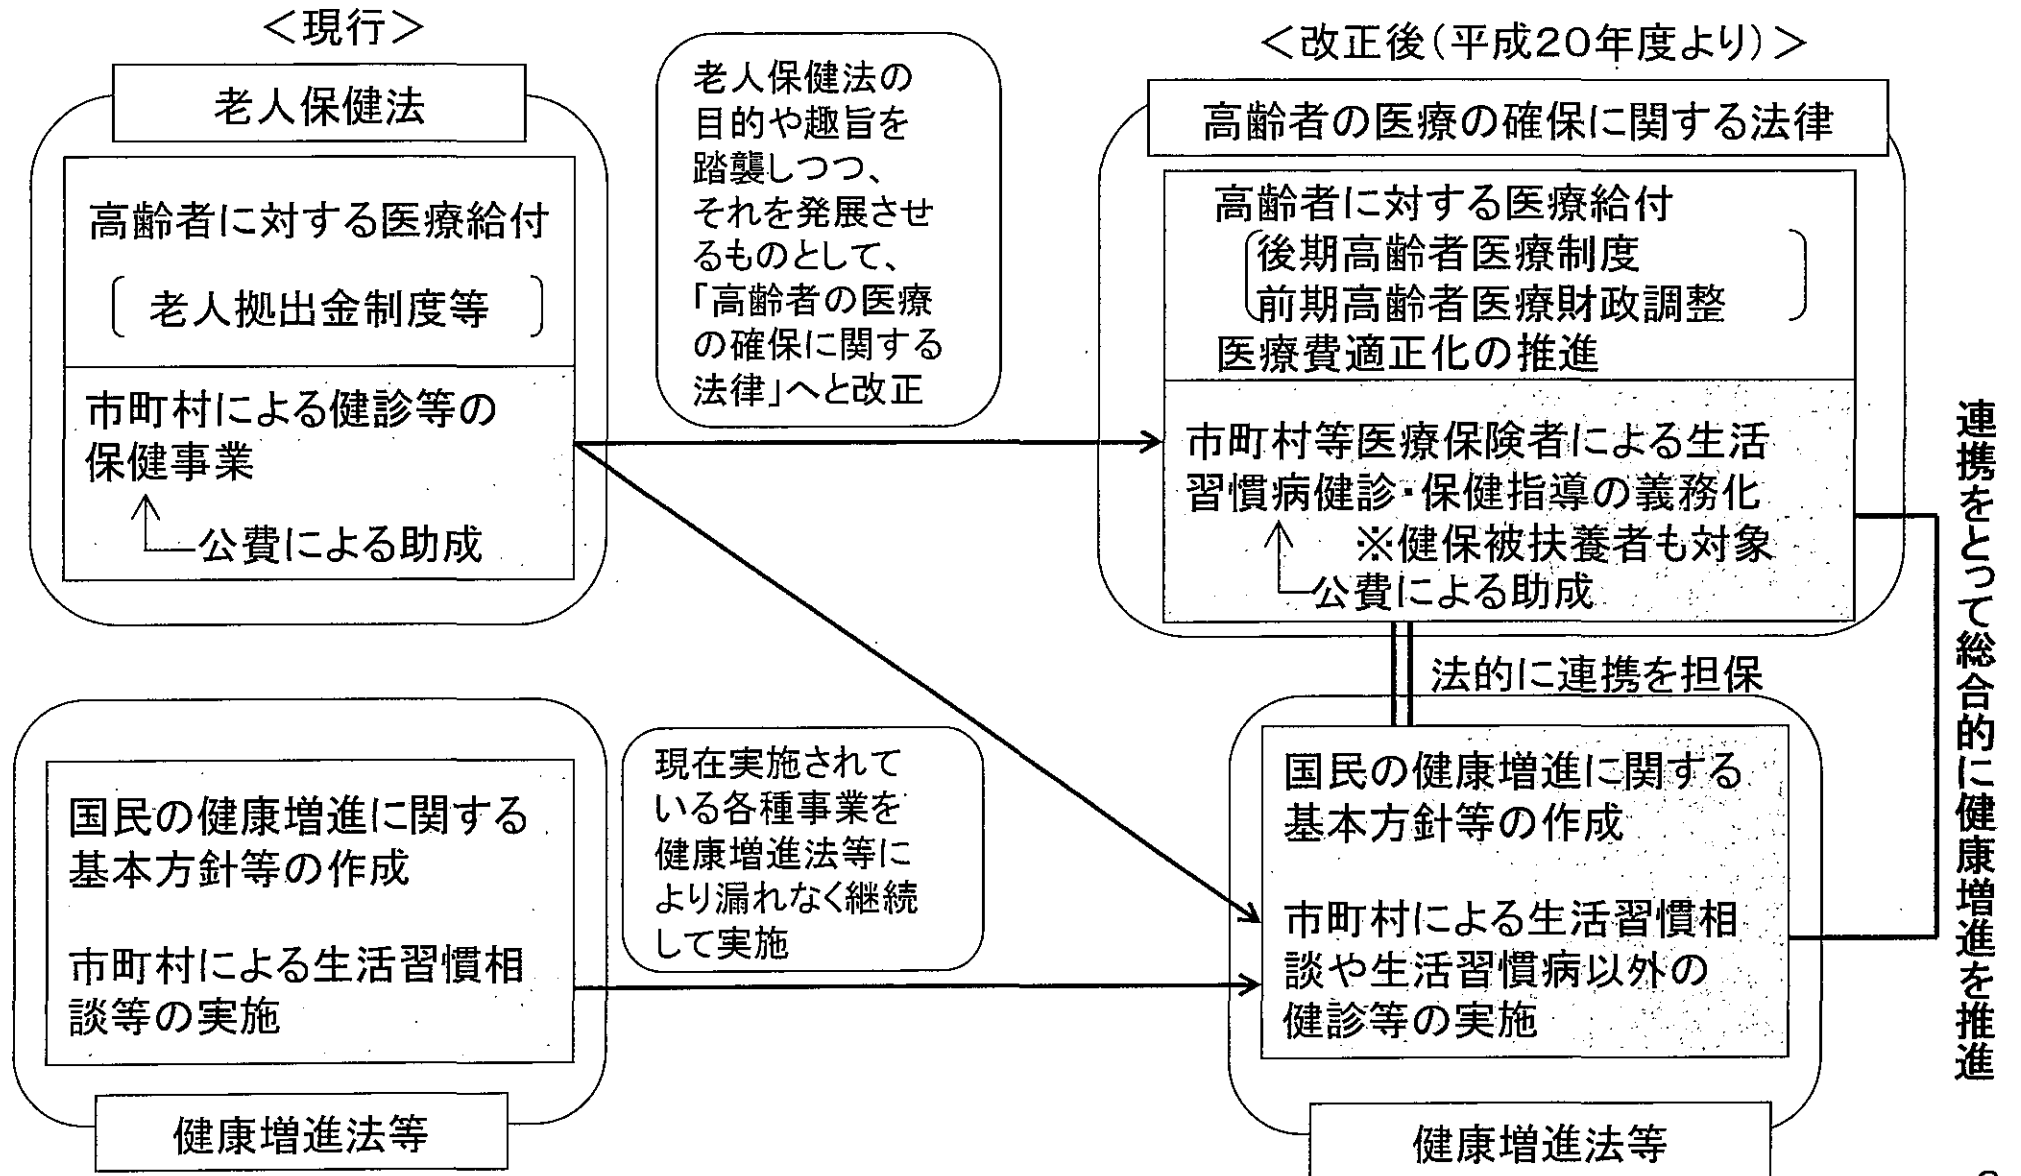 ＜現行＞
老人保健法
高齢者に対する医療給付
老人拠出金制度等
市町村による健診等の
保健事業
公費による助成
老人保健法の
目的や趣旨を
踏襲しつつ、
それを発展させ
るものとして、
「高齢者の医療
の確保に関する
法律」へと改正
＜改正後(平成20年度より)＞
高齢者の医療の確保に関する法律
高齢者に対する医療給付
後期高齢者医療制度
前期高齢者医療財政調整
医療費適正化の推進
市町村等医療保険者による生活
習慣病健診・保健指導の義務化
※健保被扶養者も対象
公費による助成
法的に連携を担保
国民の健康増進に関する
基本方針等の作成
市町村による生活習慣相
談等の実施
健康増進法等
現在実施されて
いる各種事業を
健康増進法等に
より漏れなく継続
して実施
国民の健康増進に関する
基本方針等の作成
市町村による生活習慣相
談や生活習慣病以外の
健診等の実施
健康増進法等
連携をとって総合的に健康増進を推進